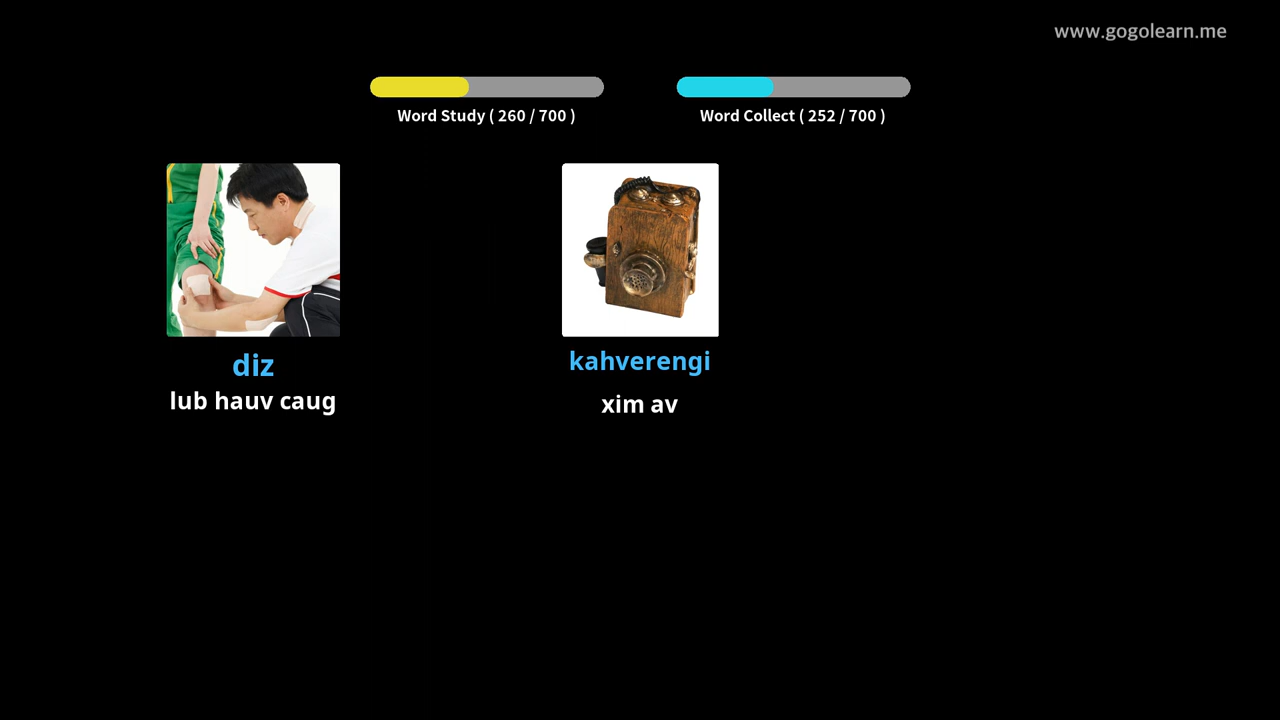 www.gogolearn.me
Word Study ( 260 / 700 )
Word Collect ( 252 / 700 )
diz
lub hauv caug
kahverengi
xim av